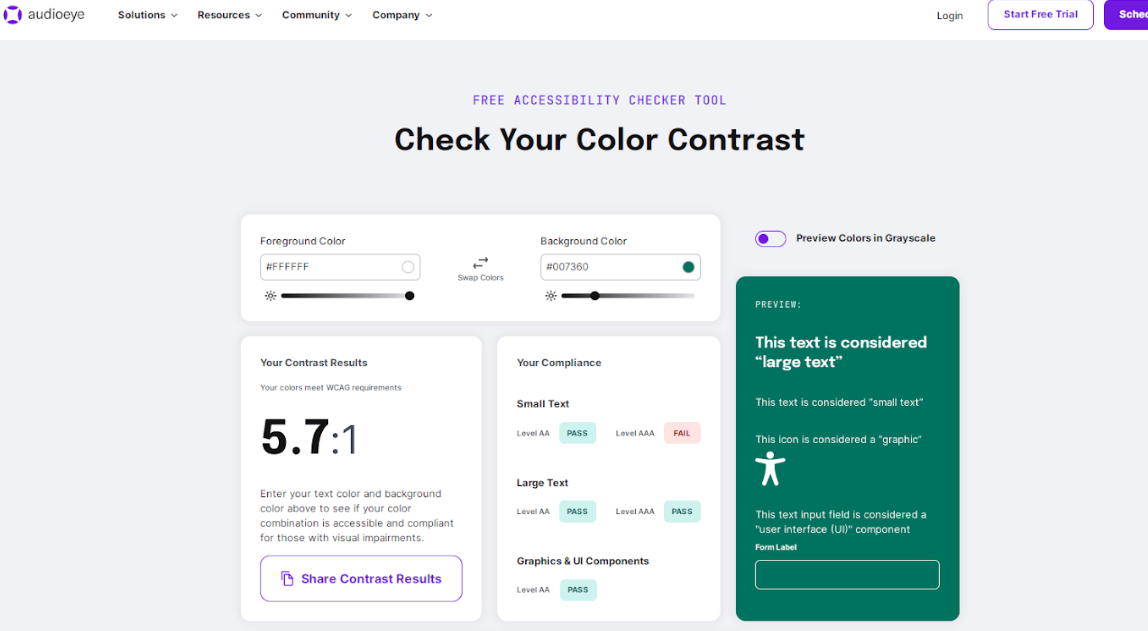 audioeye
Solutions Resources Community Company Login Start Free Trial
FREE ACCESSIBILITY CHECKER TOOL
Check Your Color Contrast
Foreground Color
#FFFFFF
Swap Colors
Background Color
#007360
Preview Colors in Grayscale
Your Contrast Results
Your colors meet WCAG requirements
5.7:1
Enter your text color and background
color above to see if your color
combination is accessible and compliant
for those with visual impairments.
Share Contrast Results
Your Compliance
Small Text
Level AA PASS Level AAA FAIL
Large Text
Level AA PASS Level AAA PASS
Graphics & UI Components
Level AA PASS
PREVIEW:
This text is considered
“large text”
This text is considered “small text”
This icon is considered a “graphic”
This text input field is considered a
"user interface (UI)" component
Form Label